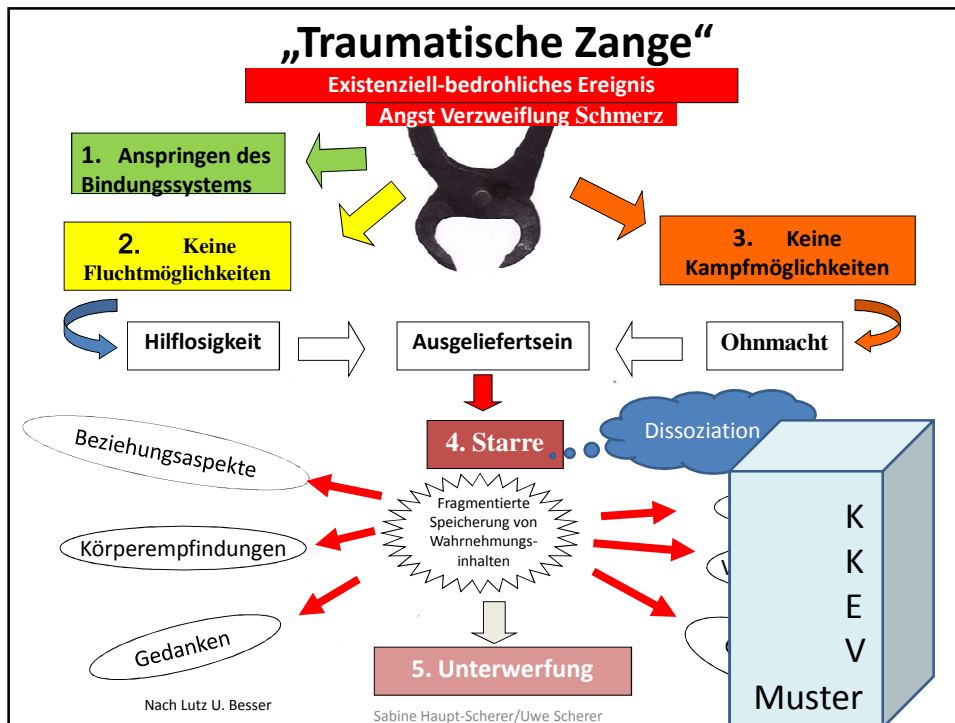 „Traumatische Zange“
Existenziell-bedrohliches Ereignis
Angst Verzweiflung Schmerz
1. Anspringen des
Bindungssystems
2. Keine
Fluchtmöglichkeiten
3. Keine
Kampfmöglichkeiten
Hilflosigkeit
Ausgeliefertsein
Ohnmacht
4. Starre
Dissoziation
Beziehungsaspekte
Körperempfindungen
Gedanken
Fragmentierte
Speicherung von
Wahrnehmungs-
inhalten
K
K
E
V
Muster
5. Unterwerfung
Nach Lutz U. Besser
Sabine Haupt-Scherer/Uwe Scherer